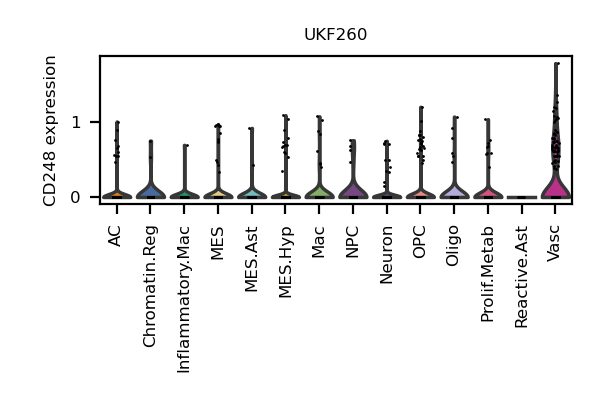 UKF260
CD248 expression
1
0
AC
Chromatin.Reg
Inflammatory.Mac
MES
MES.Ast
MES.Hyp
Mac
NPC
Neuron
OPC
Oligo
Prolif.Metab
Reactive.Ast
Vasc